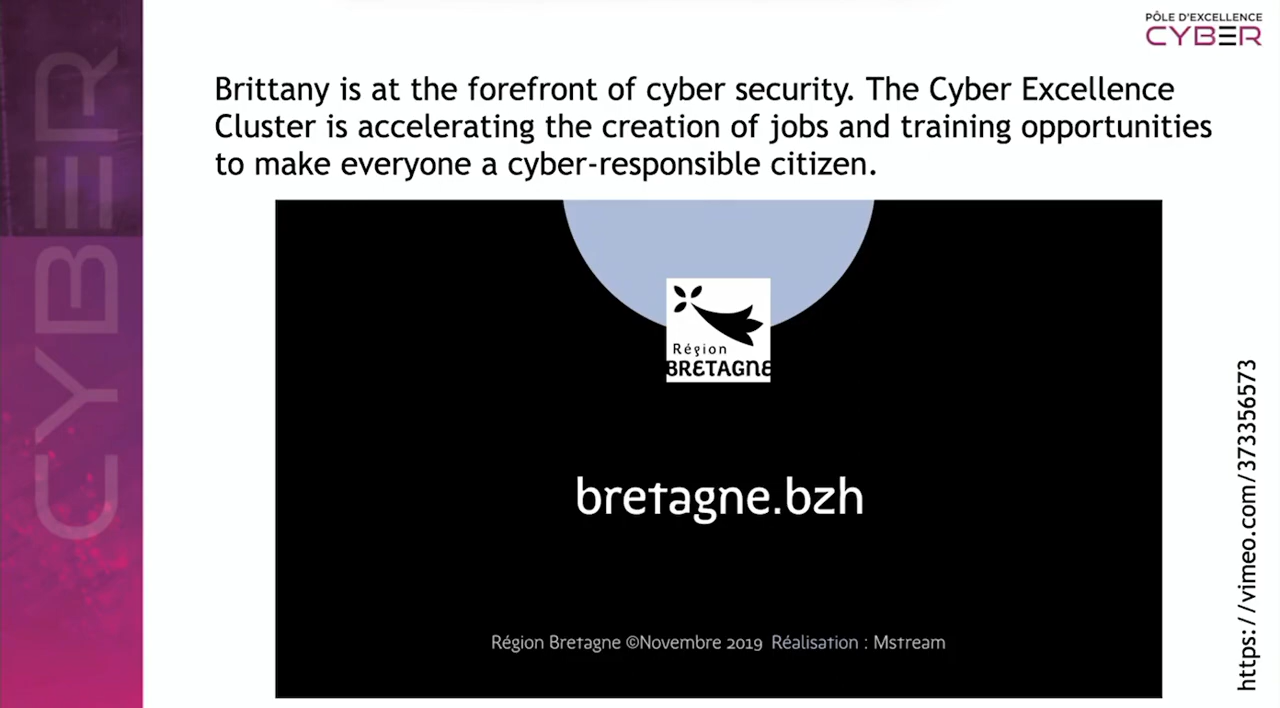 PÔLE D'EXCELLENCE
CYBER
CYBER
Brittany is at the forefront of cyber security. The Cyber Excellence
Cluster is accelerating the creation of jobs and training opportunities
to make everyone a cyber-responsible citizen.
Région
BRETAGNE
bretagne.bzh
Région Bretagne ©Novembre 2019 Réalisation : Mstream
https://vimeo.com/373356573